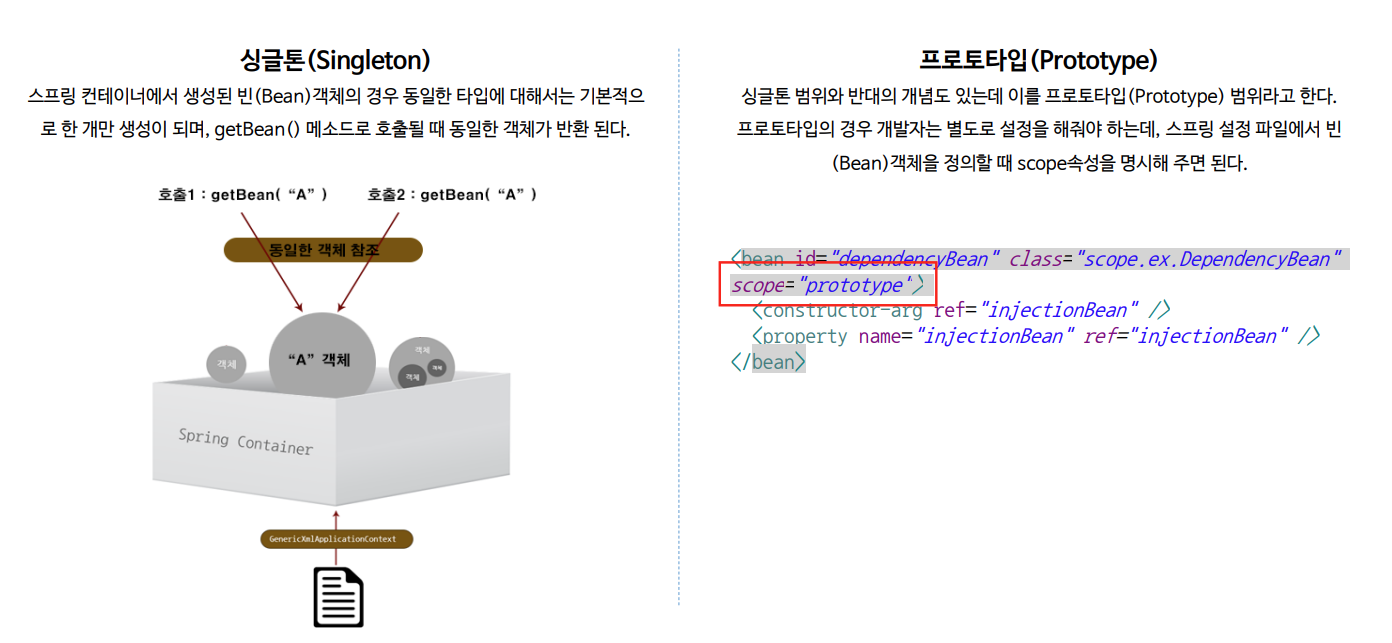 싱글톤(Singleton)
스프링 컨테이너에서 생성된 빈(Bean)객체의 경우 동일한 타입에 대해서는 기본적으
로 한 개만 생성이 되며, getBean() 메소드로 호출될 때 동일한 객체가 반환 된다.
호출1 : getBean( “A” )
호출2 : getBean( “A” )
동일한 객체 참조
객체
“A” 객체
객체
객체
객체
Spring Container
GenericXmlApplicationContext
프로토타입(Prototype)
싱글톤 범위와 반대의 개념도 있는데 이를 프로토타입(Prototype) 범위라고 한다.
프로토타입의 경우 개발자는 별도로 설정을 해줘야 하는데, 스프링 설정 파일에서 빈
(Bean)객체을 정의할 때 scope속성을 명시해 주면 된다.
<bean id="dependencyBean" class="scope.ex.DependencyBean"
scope="prototype">
<constructor-arg ref="injectionBean" />
<property name="injectionBean" ref="injectionBean" />
</bean>